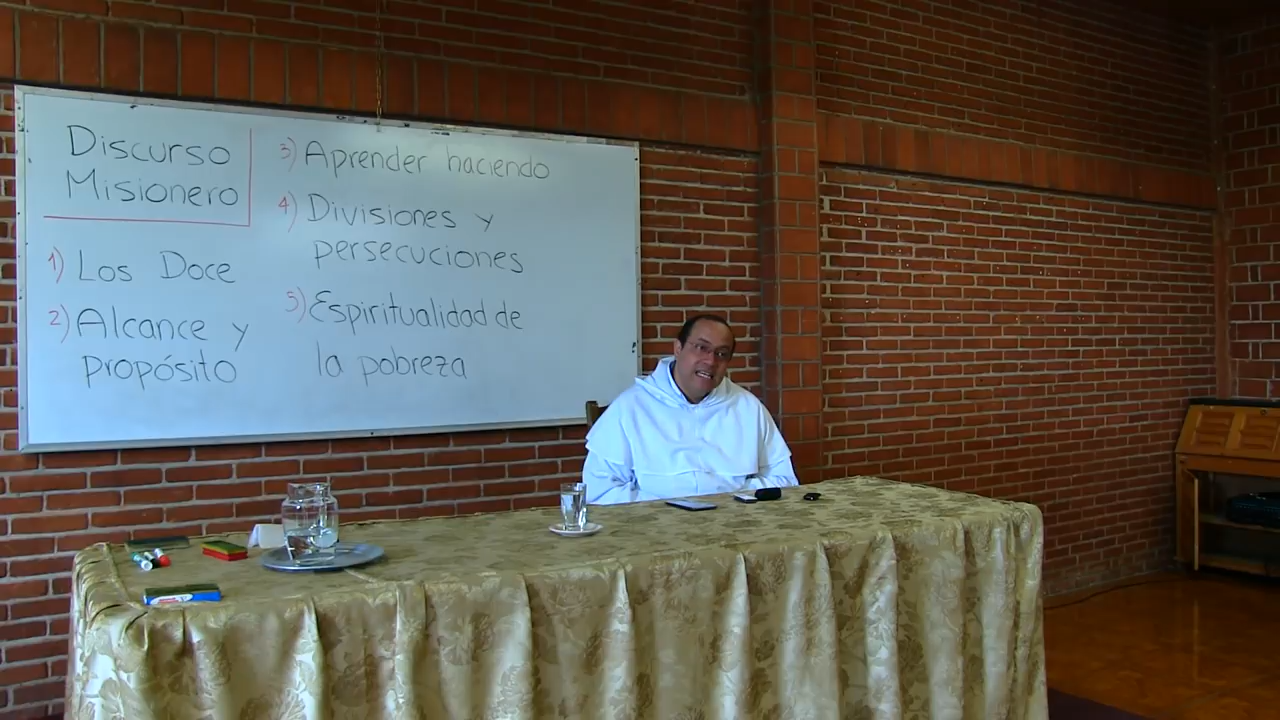 Discurso
Misionero
1) Los Doce
2) Alcance y
propósito
3) Aprender haciendo
4) Divisiones y
persecuciones
5) Espiritualidad de
la pobreza